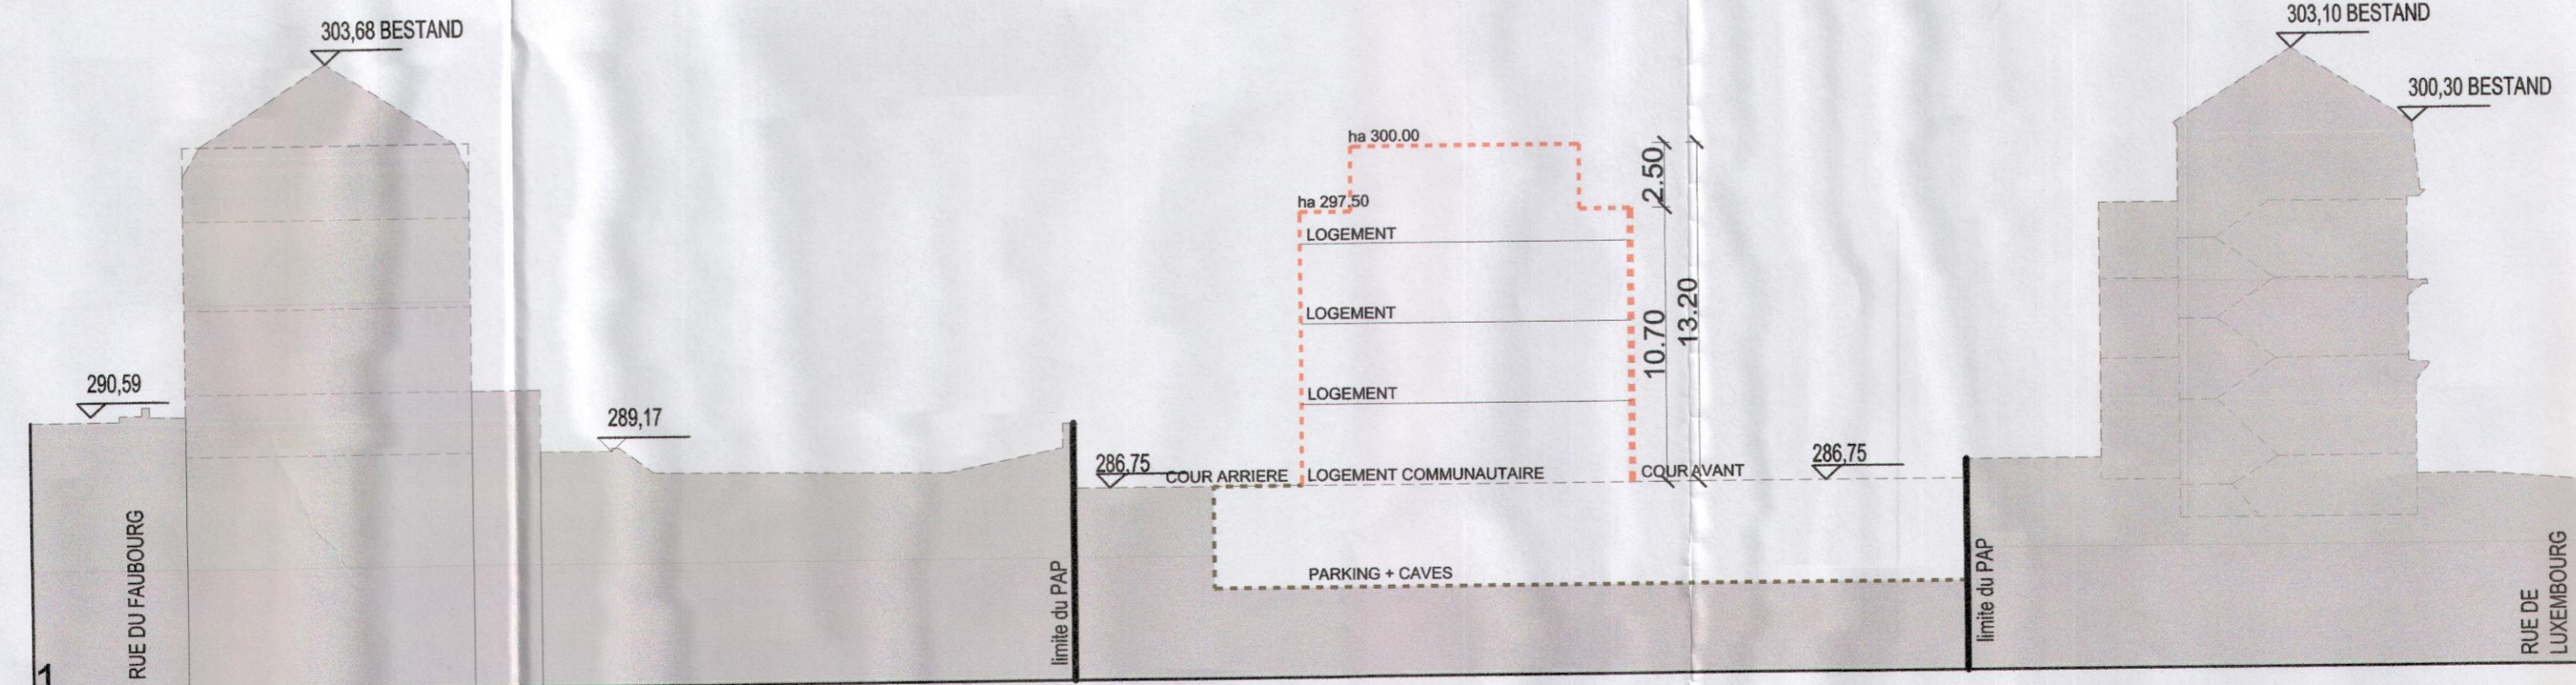 303,68 BESTAND
303,10 BESTAND
300,30 BESTAND
ha 300.00
2.50
ha 297.50
LOGEMENT
LOGEMENT
10.70
13.20
LOGEMENT
290,59
289,17
286,75
COUR ARRIERE
LOGEMENT COMMUNAUTAIRE
COUR AVANT
286,75
PARKING + CAVES
RUE DU FAUBOURG
limite du PAP
limite du PAP
RUE DE
LUXEMBOURG
1